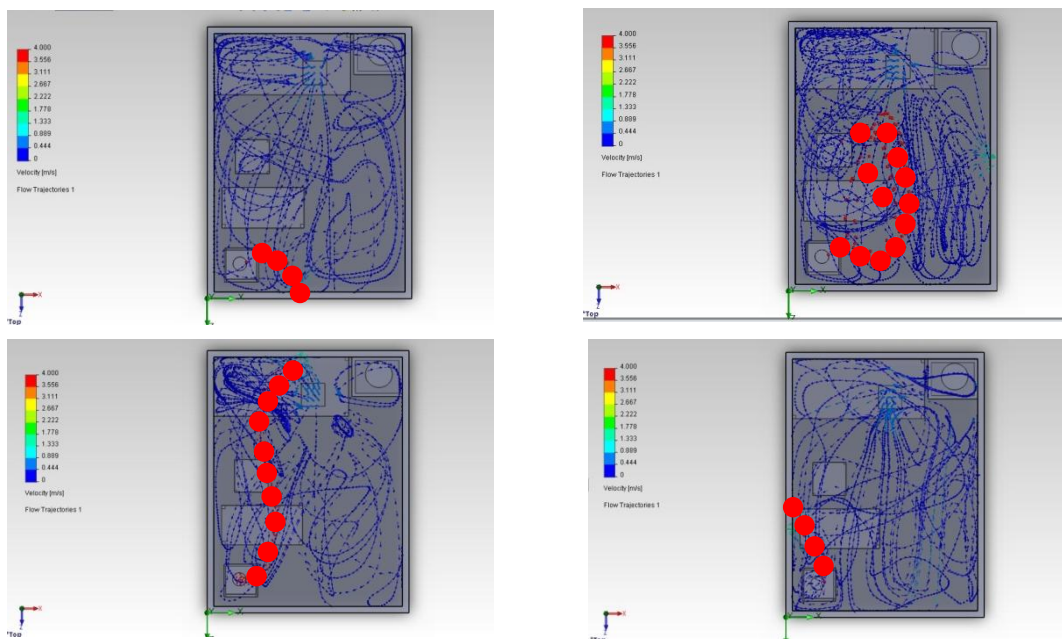 4.000
3.556
3.111
2.667
2.222
1.778
1.333
0.889
0.444
0
Velocity [m/s]
Flow Trajectories 1
X
Z
*Top
X
4.000
3.556
3.111
2.667
2.222
1.778
1.333
0.889
0.444
0
Velocity [m/s]
Flow Trajectories 1
X
Z
*Top
X
Z
4.000
3.556
3.111
2.667
2.222
1.778
1.333
0.889
0.444
0
Velocity [m/s]
Flow Trajectories 1
X
Z
*Top
X
4.000
3.556
3.111
2.667
2.222
1.778
1.333
0.889
0.444
0
Velocity [m/s]
Flow Trajectories 1
X
Z
*Top
X